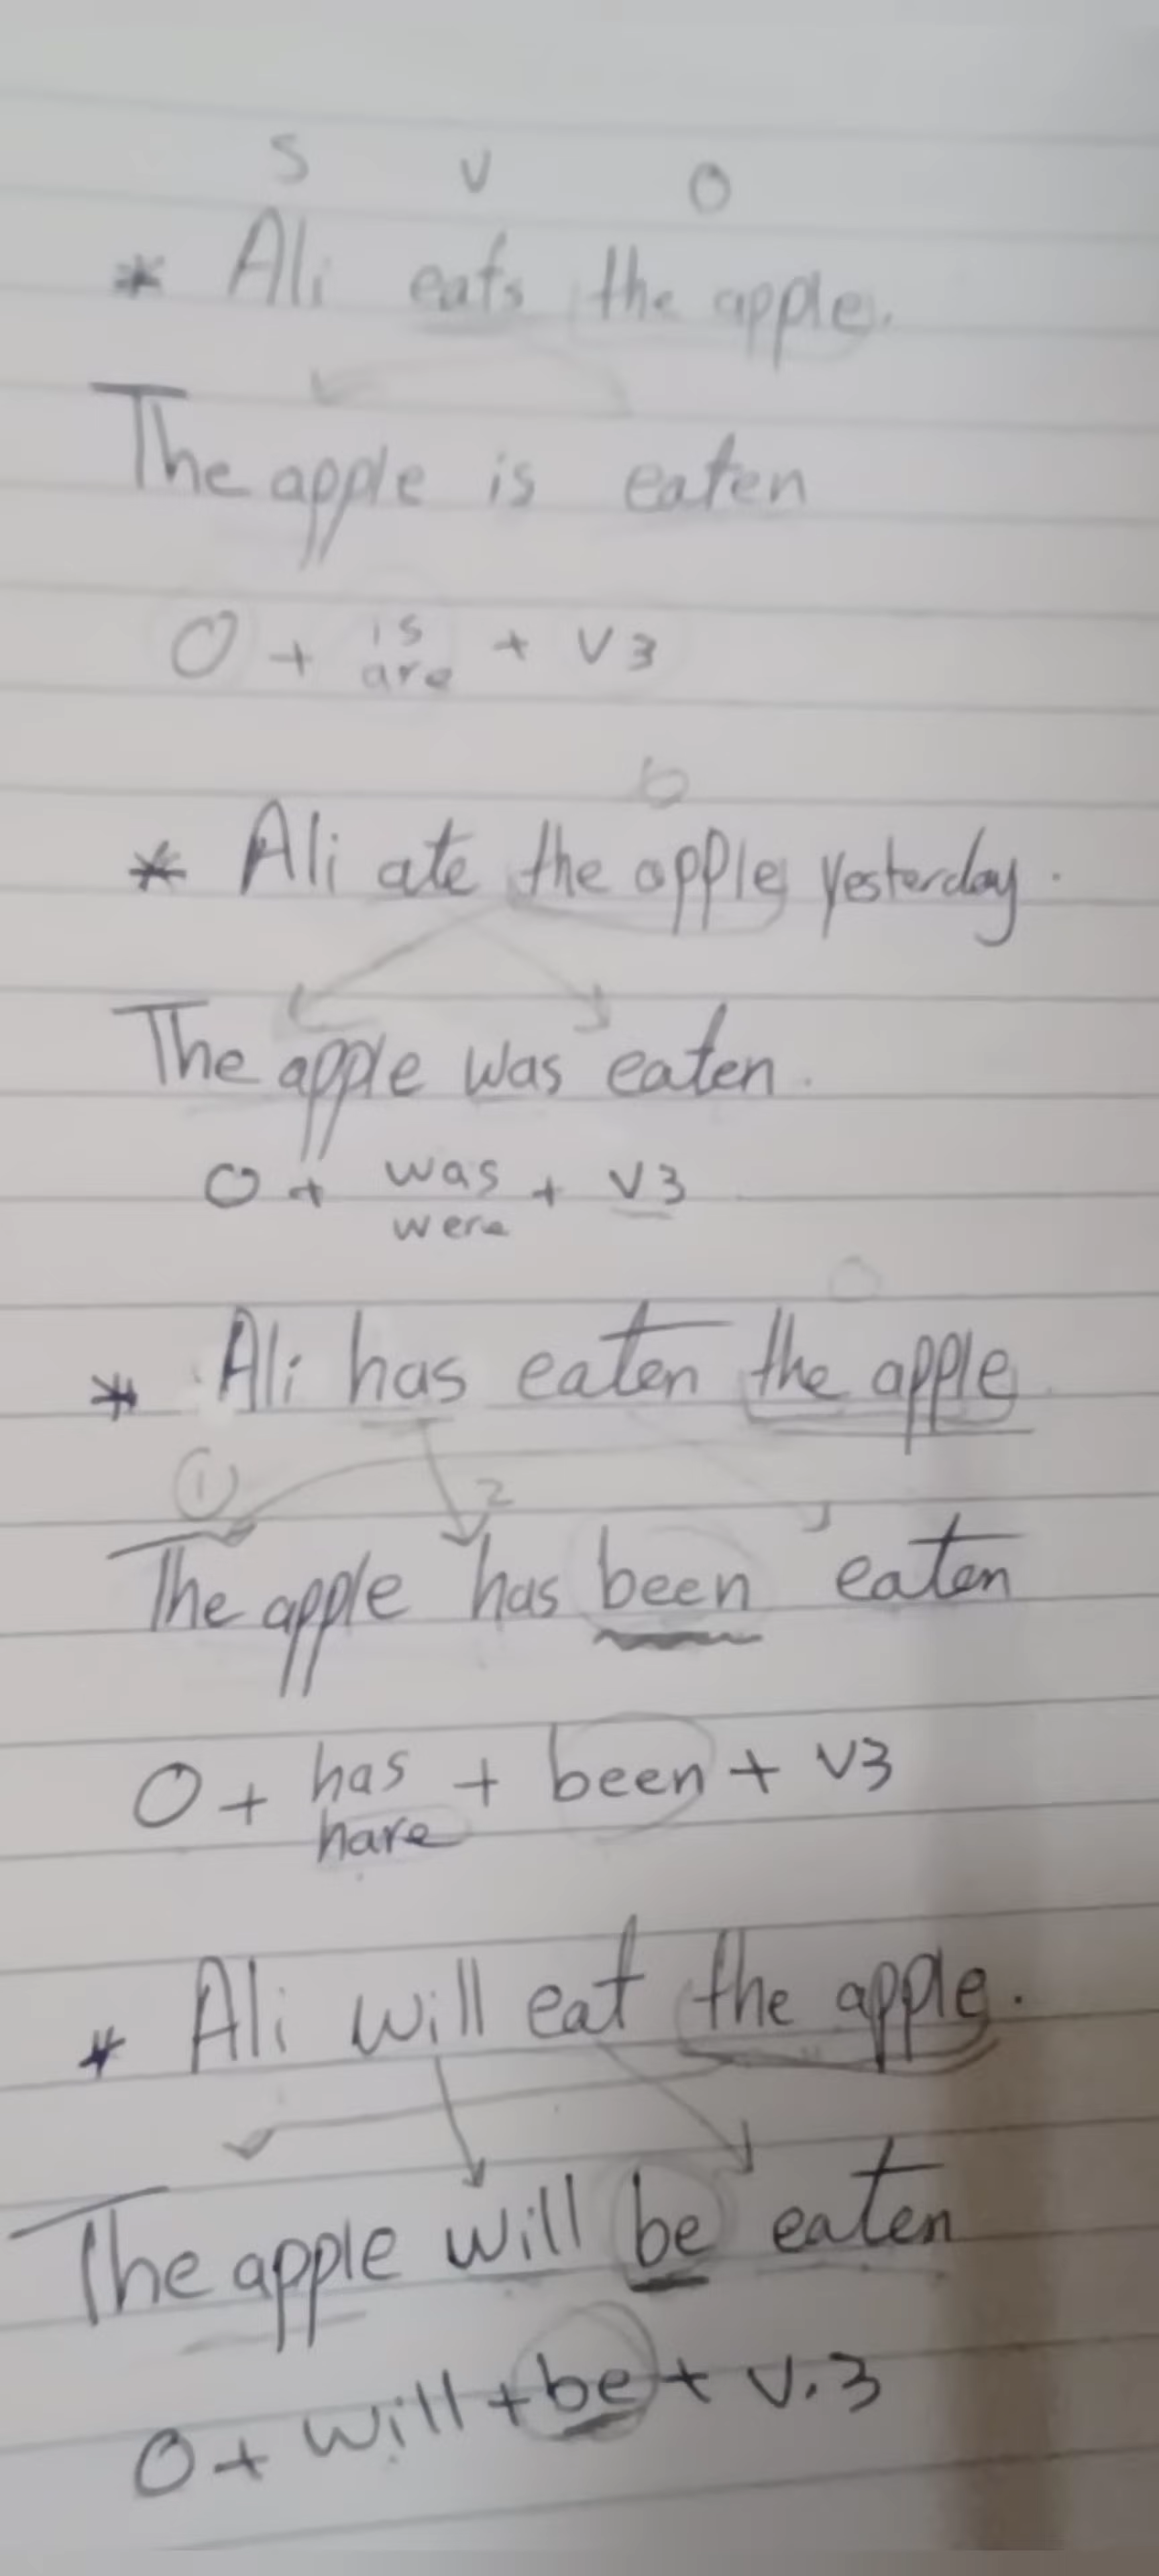 S V O
* Ali eats the apple.
The apple is eaten
O + is + V3
are
O
* Ali ate the apple yesterday.
The apple was eaten.
O + was + V3
were
O
* Ali has eaten the apple
1 2
The apple has been eaten
O + has + been + V3
have
* Ali will eat the apple.
The apple will be eaten
O + will + be + V.3